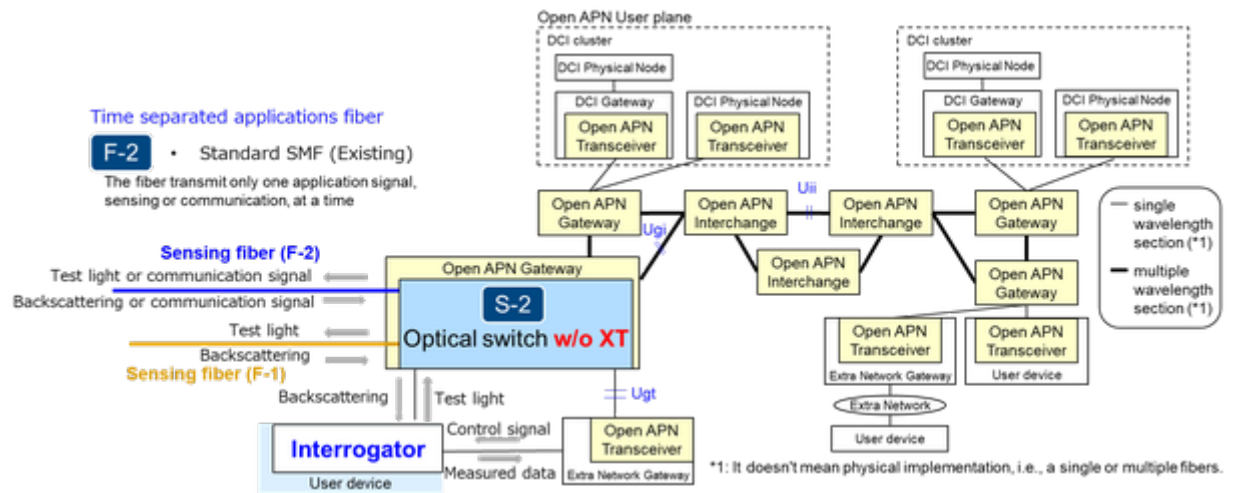 Open APN User plane
DCI cluster
DCI Physical Node
DCI Gateway
Open APN
Transceiver
DCI Physical Node
Open APN
Transceiver
DCI cluster
DCI Physical Node
DCI Gateway
Open APN
Transceiver
DCI Physical Node
Open APN
Transceiver
Time separated applications fiber
F-2
・ Standard SMF (Existing)
The fiber transmit only one application signal,
sensing or communication, at a time
Open APN
Gateway
Ugi
Open APN
Interchange
Uii
Open APN
Interchange
Open APN
Interchange
Open APN
Gateway
Open APN
Gateway
single
wavelength
section (*1)
multiple
wavelength
section (*1)
Sensing fiber (F-2)
Test light or communication signal
Backscattering or communication signal
Test light
Backscattering
Sensing fiber (F-1)
Open APN Gateway
S-2
Optical switch w/o XT
Backscattering
Test light
Ugt
Interrogator
User device
Control signal
Measured data
Open APN
Transceiver
Extra Network Gateway
Open APN
Transceiver
Extra Network Gateway
Open APN
Transceiver
User device
Extra Network
User device
*1: It doesn't mean physical implementation, i.e., a single or multiple fibers.